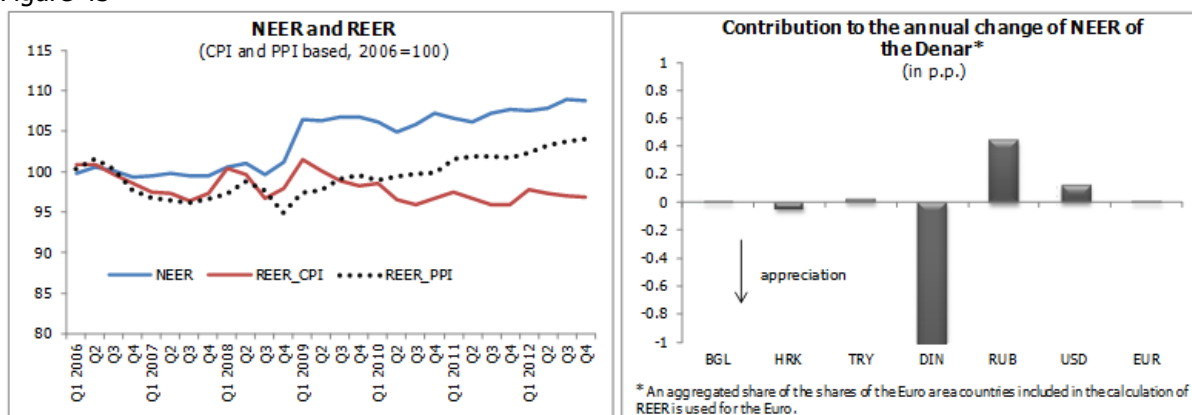 NEER and REER
(CPI and PPI based, 2006=100)
115
110
105
100
95
90
85
80
NEER
REER_CPI
REER_PPI
Q1 2006
Q2
Q3
Q4
Q1 2007
Q2
Q3
Q4
Q1 2008
Q2
Q3
Q4
Q1 2009
Q2
Q3
Q4
Q1 2010
Q2
Q3
Q4
Q1 2011
Q2
Q3
Q4
Q1 2012
Q2
Q3
Q4
Contribution to the annual change of NEER of
the Denar*
(in p.p.)
1
0.8
0.6
0.4
0.2
0
-0.2
-0.4
-0.6
-0.8
-1
appreciation
BGL
HRK
TRY
DIN
RUB
USD
EUR
* An aggregated share of the shares of the Euro area countries included in the calculation of
REER is used for the Euro.